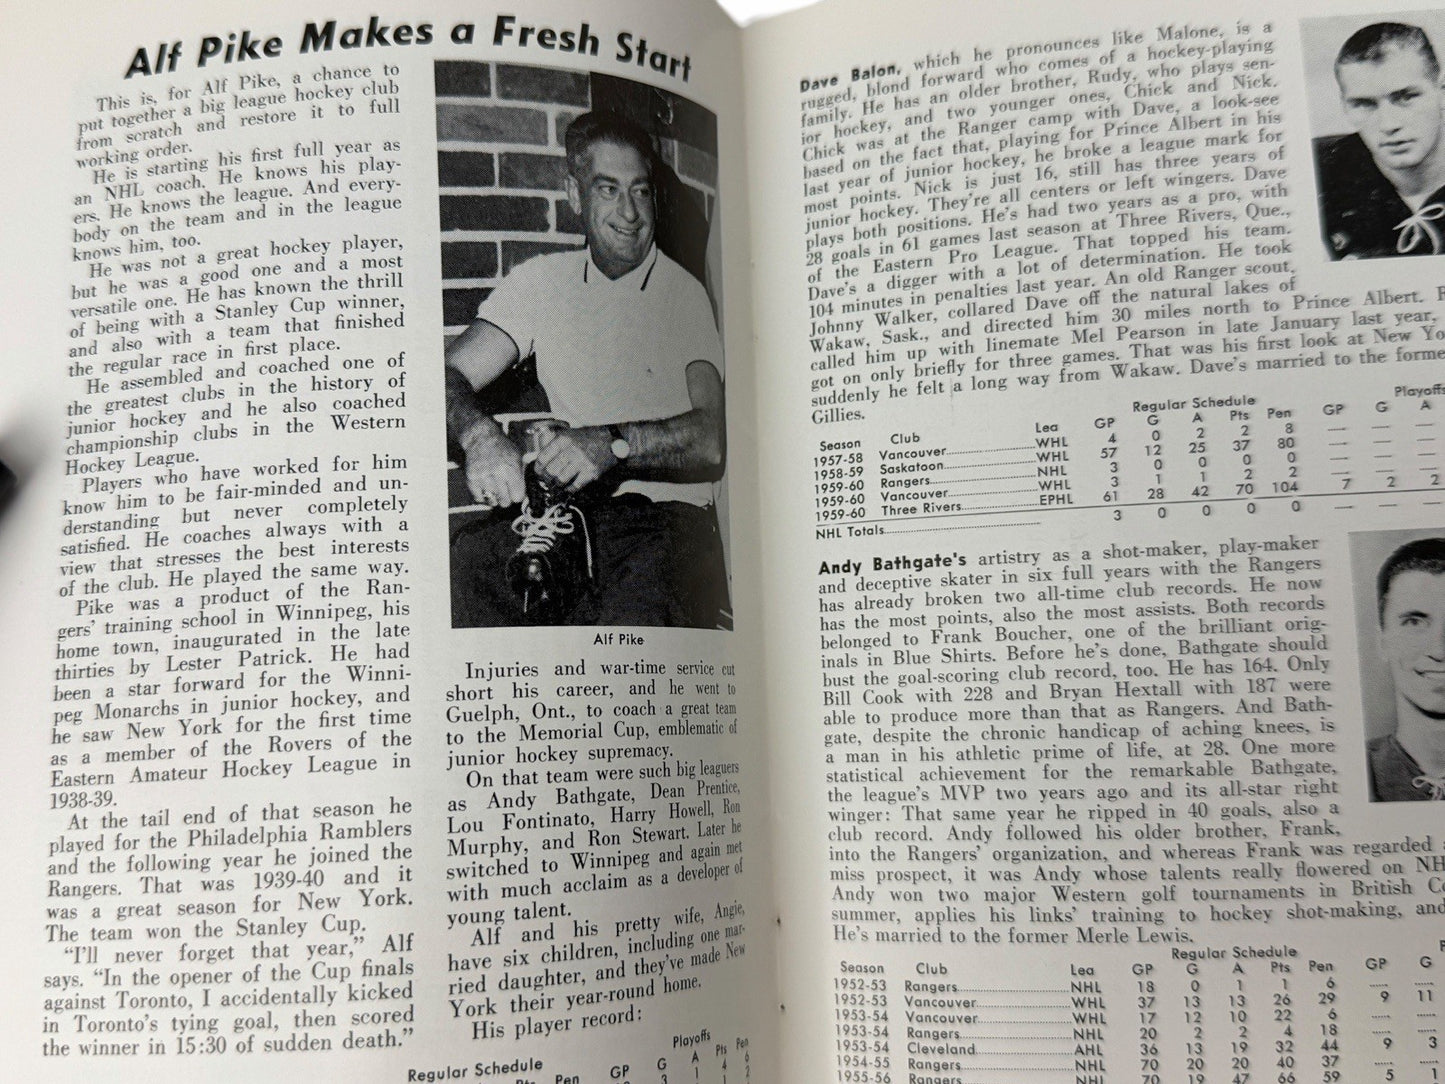 Alf Pike Makes a Fresh Start
This is, for Alf Pike, a chance to
put together a big league hockey club
from scratch and restore it to full
working order.
He is starting his first full year as
an NHL coach. He knows his play-
ers. He knows the league. And every-
body on the team and in the league
knows him, too.
He was not a great hockey player,
but he was a good one and a most
versatile one. He has known the thrill
of being with a Stanley Cup winner,
and also with a team that finished
the regular race in first place.
He assembled and coached one of
the greatest clubs in the history of
junior hockey and he also coached
championship clubs in the Western
Hockey League.
Players who have worked for him
know him to be fair-minded and un-
derstanding but never completely
satisfied. He coaches always with a
view that stresses the best interests
of the club. He played the same way.
Pike was a product of the Ran-
gers' training school in Winnipeg, his
home town, inaugurated in the late
thirties by Lester Patrick. He had
been a star forward for the Winni-
peg Monarchs in junior hockey, and
he saw New York for the first time
as a member of the Rovers of the
Eastern Amateur Hockey League in
1938-39.
At the tail end of that season he
played for the Philadelphia Ramblers
and the following year he joined the
Rangers. That was 1939-40 and it
was a great season for New York.
The team won the Stanley Cup.
"I'll never forget that year," Alf
says. "In the opener of the Cup finals
against Toronto, I accidentally kicked
in Toronto's tying goal, then scored
the winner in 15:30 of sudden death."
Alf Pike
Injuries and war-time service cut
short his career, and he went to
Guelph, Ont., to coach a great team
to the Memorial Cup, emblematic of
junior hockey supremacy.
On that team were such big leaguers
as Andy Bathgate, Dean Prentice,
Lou Fontinato, Harry Howell, Ron
Murphy, and Ron Stewart. Later he
switched to Winnipeg and again met
with much acclaim as a developer of
young talent.
Alf and his pretty wife, Angie,
have six children, including one mar-
ried daughter, and they've made New
York their year-round home.
His player record:
Regular Schedule Playoffs
Pts Pen GP G A Pts Pen
3 1 4 6
1 1 2
Dave Balon, which he pronounces like Malone, is a
rugged, blond forward who comes of a hockey-playing
family. He has an older brother, Rudy, who plays sen-
ior hockey, and two younger ones, Chick and Nick.
Chick was at the Ranger camp with Dave, a look-see
based on the fact that, playing for Prince Albert in his
last year of junior hockey, he broke a league mark for
most points. Nick is just 16, still has three years of
junior hockey. They're all centers or left wingers. Dave
plays both positions. He's had two years as a pro, with
28 goals in 61 games last season at Three Rivers, Que.,
of the Eastern Pro League. That topped his team.
Dave's a digger with a lot of determination. He took
104 minutes in penalties last year. An old Ranger scout,
Johnny Walker, collared Dave off the natural lakes of
Wakaw, Sask., and directed him 30 miles north to Prince Albert.
called him up with linemate Mel Pearson in late January last year,
got on only briefly for three games. That was his first look at New Yo
suddenly he felt a long way from Wakaw. Dave's married to the forme
Gillies.
Regular Schedule Playoffs
Season Club Lea GP G A Pts Pen GP G A
1957-58 Vancouver WHL 4 0 2 2 8 — — —
1958-59 Saskatoon WHL 57 12 25 37 80 — — —
1959-60 Rangers NHL 3 0 0 0 0 — — —
1959-60 Vancouver WHL 3 1 1 2 2 — — —
1959-60 Three Rivers EPHL 61 28 42 70 104 7 2 2
NHL Totals 3 0 0 0 0 — — —
Andy Bathgate's artistry as a shot-maker, play-maker
and deceptive skater in six full years with the Rangers
has already broken two all-time club records. He now
has the most points, also the most assists. Both records
belonged to Frank Boucher, one of the brilliant orig-
inals in Blue Shirts. Before he's done, Bathgate should
bust the goal-scoring club record, too. He has 164. Only
Bill Cook with 228 and Bryan Hextall with 187 were
able to produce more than that as Rangers. And Bath-
gate, despite the chronic handicap of aching knees, is
a man in his athletic prime of life, at 28. One more
statistical achievement for the remarkable Bathgate,
the league's MVP two years ago and its all-star right
winger: That same year he ripped in 40 goals, also a
club record. Andy followed his older brother, Frank,
into the Rangers' organization, and whereas Frank was regarded a
miss prospect, it was Andy whose talents really flowered on NH
Andy won two major Western golf tournaments in British Co
summer, applies his links' training to hockey shot-making, and
He's married to the former Merle Lewis.
Regular Schedule P
Season Club Lea GP G A Pts Pen GP G
1952-53 Rangers NHL 18 0 1 1 6 ...... ......
1952-53 Vancouver WHL 37 13 13 26 29 9 11
1953-54 Vancouver WHL 17 12 10 22 6 ...... ......
1953-54 Rangers NHL 20 2 2 4 18 ...... ......
1953-54 Cleveland AHL 36 13 19 32 44 9 3
1954-55 Rangers NHL 70 20 20 40 37 ...... ......
1955-56 Rangers NHL 70 19 47 66 59 5 1